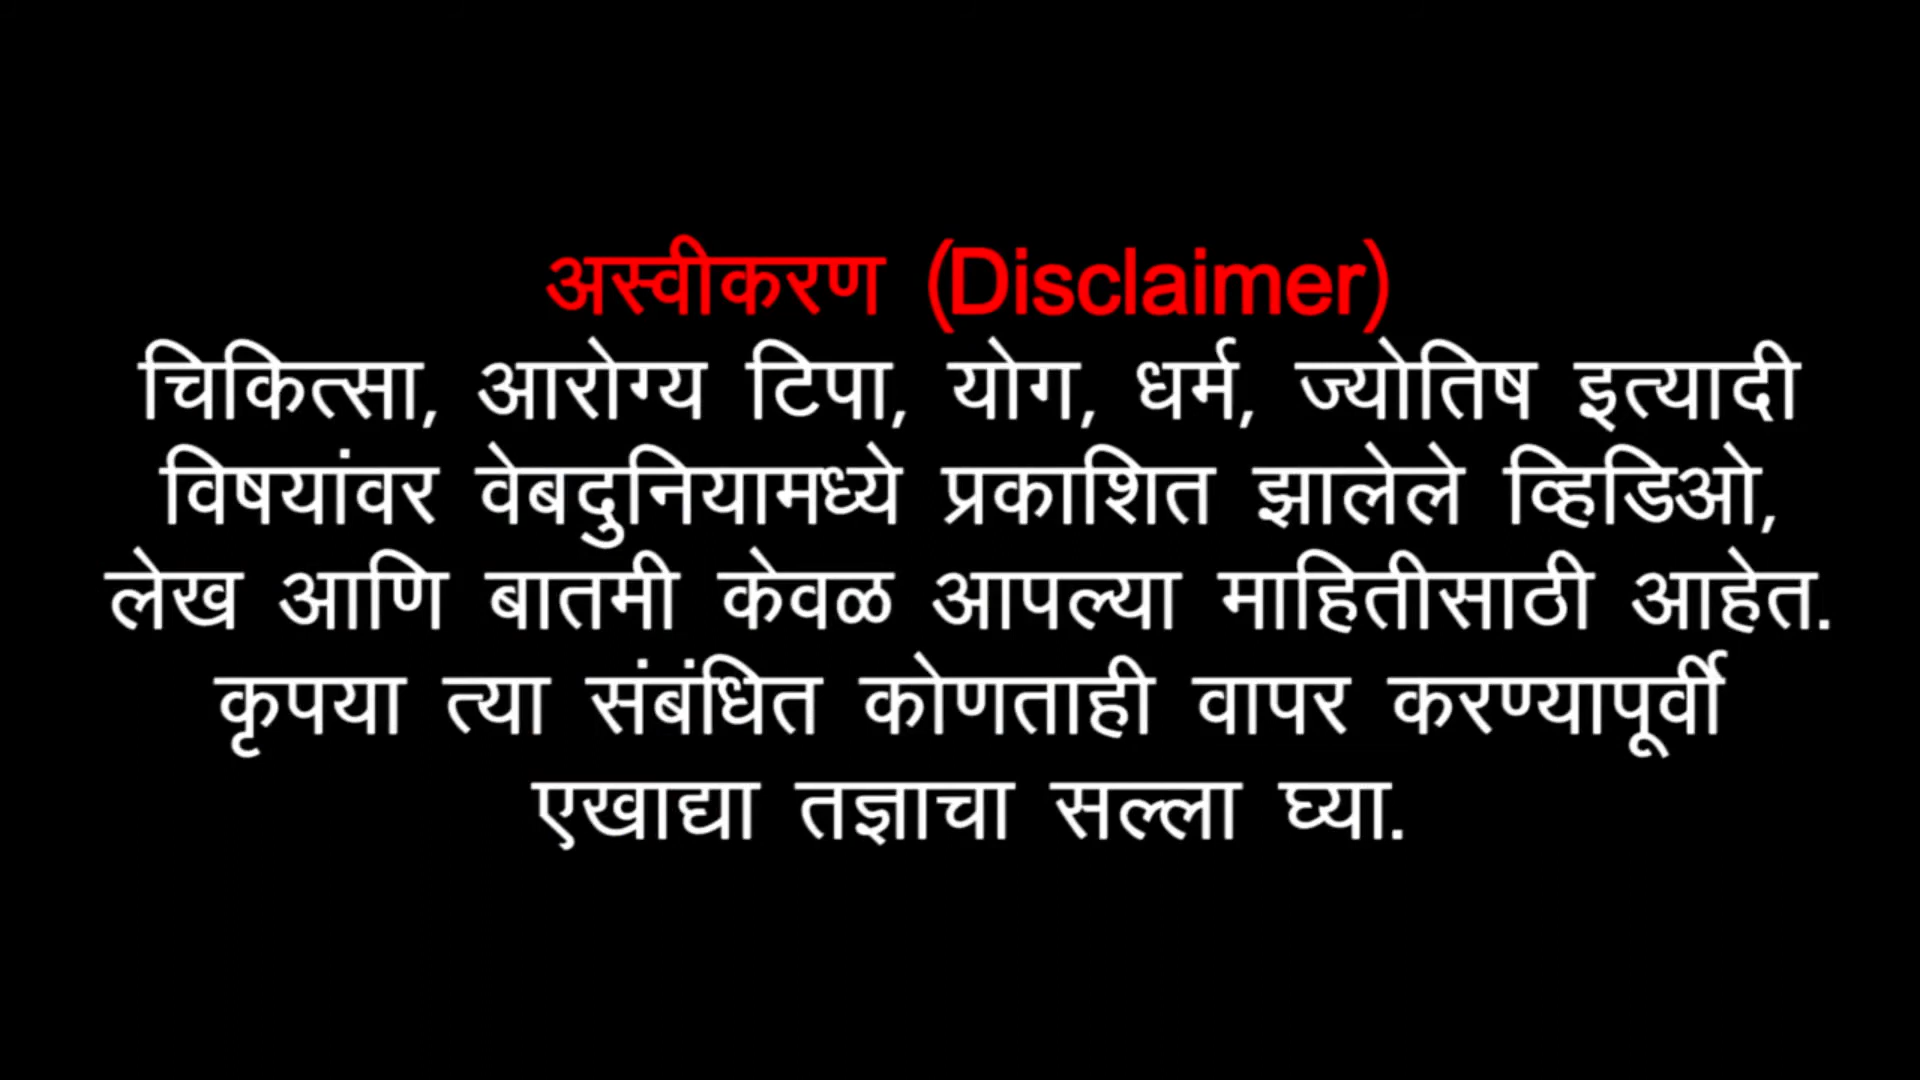 अस्वीकरण (Disclaimer)
चिकित्सा, आरोग्य टिपा, योग, धर्म, ज्योतिष इत्यादी
विषयांवर वेबदुनियामध्ये प्रकाशित झालेले व्हिडिओ,
लेख आणि बातमी केवळ आपल्या माहितीसाठी आहेत.
कृपया त्या संबंधित कोणताही वापर करण्यापूर्वी
एखाद्या तज्ञाचा सल्ला घ्या.